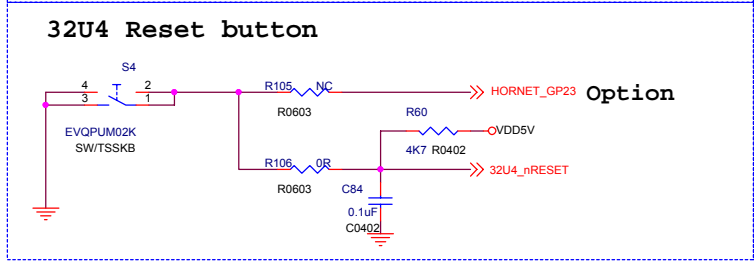 32U4 Reset button
S4
4
2
3
1
EVQPUM02K
SW/TSSKB
R105
NC
R0603
HORNET_GP23
Option
R60
VDD5V
4K7
R0402
R106
0R
R0603
32U4_nRESET
C84
0.1uF
C0402